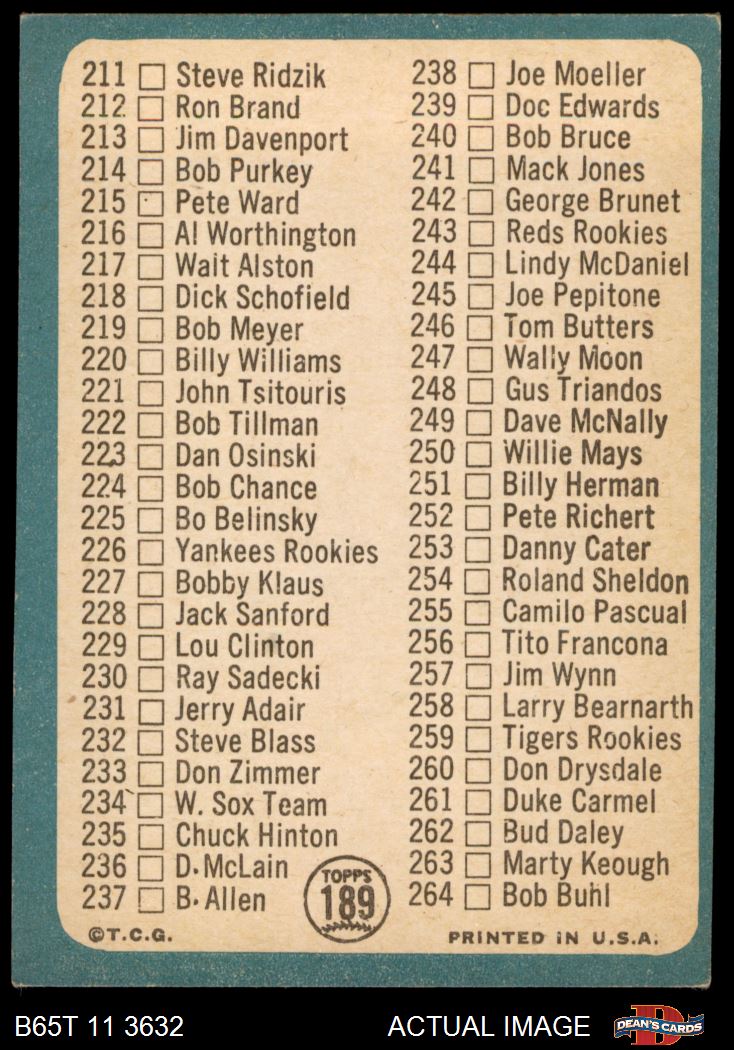 211 Steve Ridzik
212 Ron Brand
213 Jim Davenport
214 Bob Purkey
215 Pete Ward
216 Al Worthington
217 Walt Alston
218 Dick Schofield
219 Bob Meyer
220 Billy Williams
221 John Tsitouris
222 Bob Tillman
223 Dan Osinski
224 Bob Chance
225 Bo Belinsky
226 Yankees Rookies
227 Bobby Klaus
228 Jack Sanford
229 Lou Clinton
230 Ray Sadecki
231 Jerry Adair
232 Steve Blass
233 Don Zimmer
234 W. Sox Team
235 Chuck Hinton
236 D. McLain
237 B. Allen
238 Joe Moeller
239 Doc Edwards
240 Bob Bruce
241 Mack Jones
242 George Brunet
243 Reds Rookies
244 Lindy McDaniel
245 Joe Pepitone
246 Tom Butters
247 Wally Moon
248 Gus Triandos
249 Dave McNally
250 Willie Mays
251 Billy Herman
252 Pete Richert
253 Danny Cater
254 Roland Sheldon
255 Camilo Pascual
256 Tito Francona
257 Jim Wynn
258 Larry Bearnarth
259 Tigers Rookies
260 Don Drysdale
261 Duke Carmel
262 Bud Daley
263 Marty Keough
264 Bob Buhl
TOPPS
189
©T.C.G.
PRINTED IN U.S.A.
B65T 11 3632
ACTUAL IMAGE
D
DEAN'S CARDS